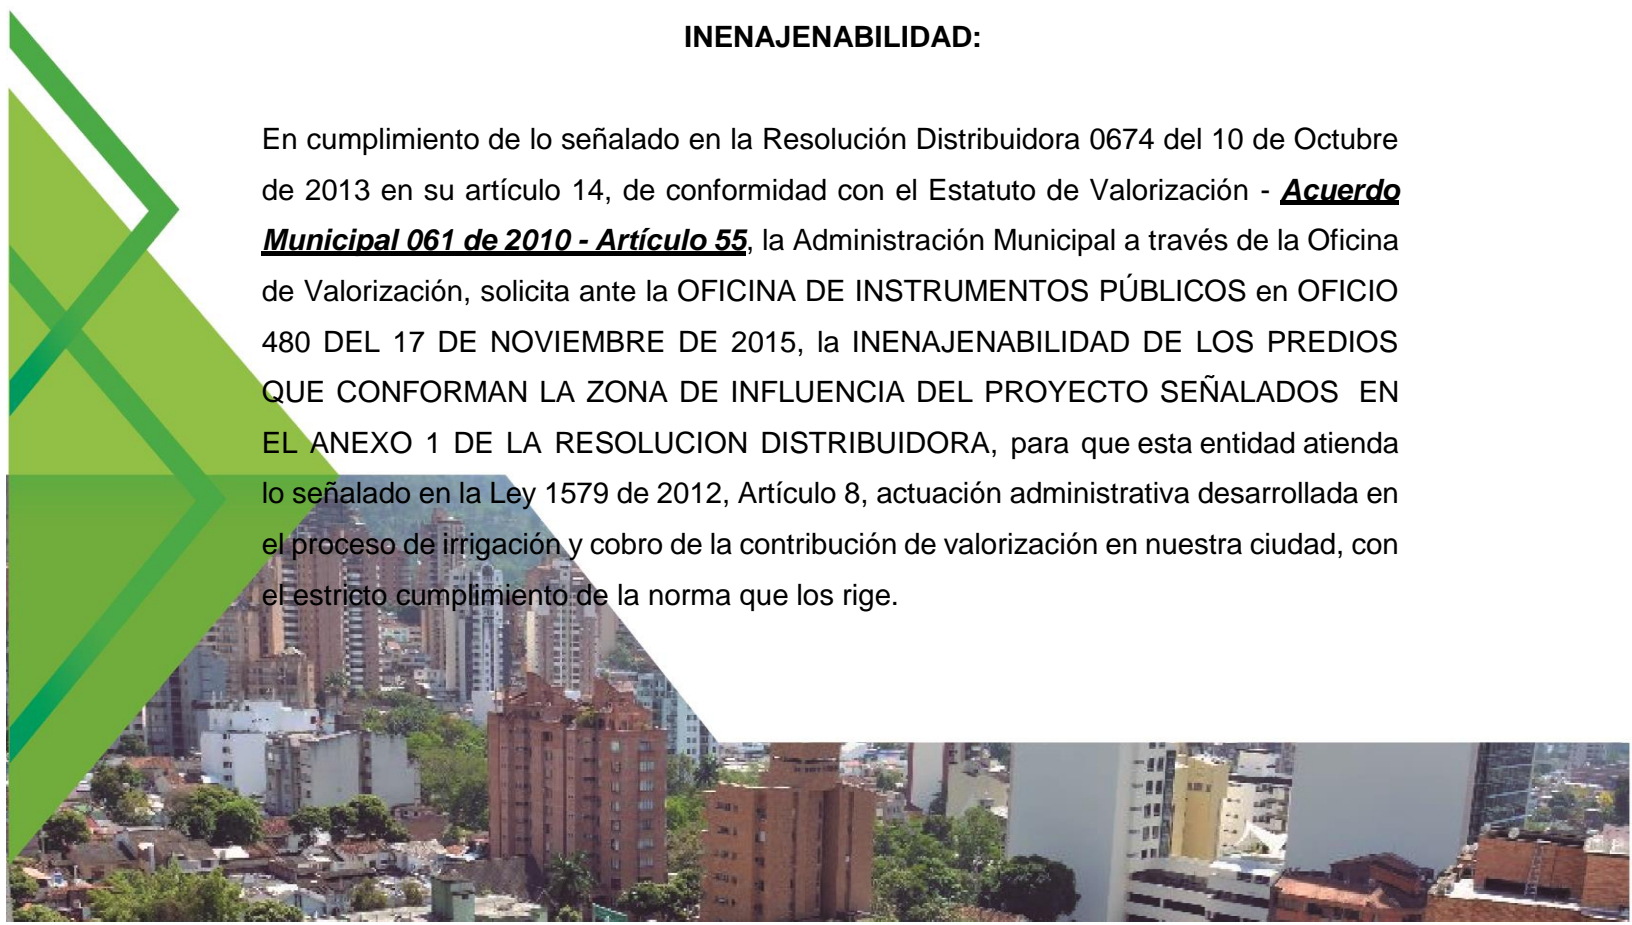 INENAJENABILIDAD:
En cumplimiento de lo señalado en la Resolución Distribuidora 0674 del 10 de Octubre
de 2013 en su artículo 14, de conformidad con el Estatuto de Valorización - Acuerdo
Municipal 061 de 2010 - Artículo 55, la Administración Municipal a través de la Oficina
de Valorización, solicita ante la OFICINA DE INSTRUMENTOS PÚBLICOS en OFICIO
480 DEL 17 DE NOVIEMBRE DE 2015, la INENAJENABILIDAD DE LOS PREDIOS
QUE CONFORMAN LA ZONA DE INFLUENCIA DEL PROYECTO SEÑALADOS EN
EL ANEXO 1 DE LA RESOLUCION DISTRIBUIDORA, para que esta entidad atienda
lo señalado en la Ley 1579 de 2012, Artículo 8, actuación administrativa desarrollada en
el proceso de irrigación y cobro de la contribución de valorización en nuestra ciudad, con
el estricto cumplimiento de la norma que los rige.